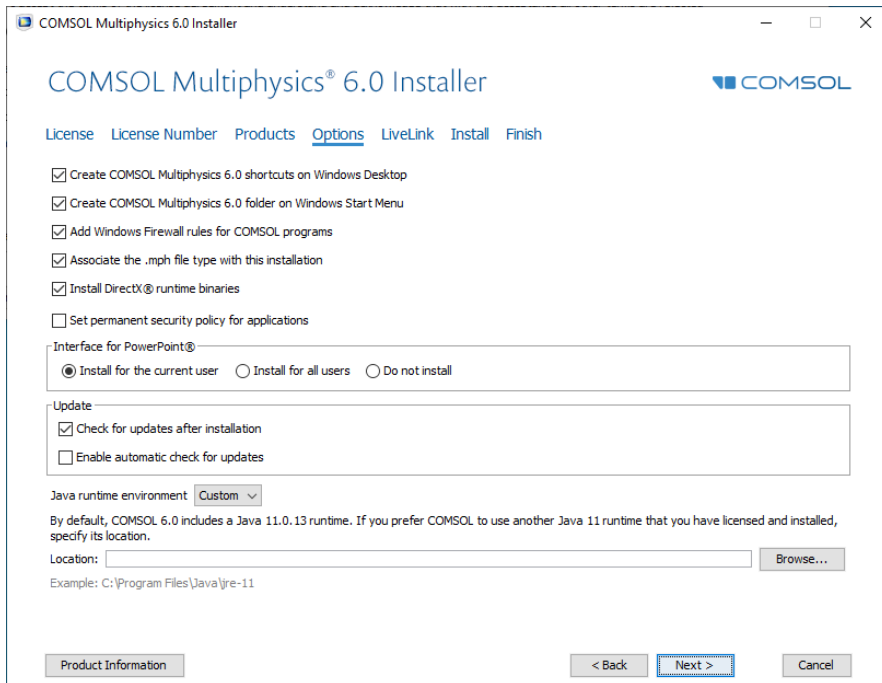 COMSOL Multiphysics 6.0 Installer
COMSOL Multiphysics® 6.0 Installer
COMSOL
License License Number Products Options LiveLink Install Finish
Create COMSOL Multiphysics 6.0 shortcuts on Windows Desktop
Create COMSOL Multiphysics 6.0 folder on Windows Start Menu
Add Windows Firewall rules for COMSOL programs
Associate the .mph file type with this installation
Install DirectX® runtime binaries
Set permanent security policy for applications
Interface for PowerPoint®
Install for the current user Install for all users Do not install
Update
Check for updates after installation
Enable automatic check for updates
Java runtime environment Custom
By default, COMSOL 6.0 includes a Java 11.0.13 runtime. If you prefer COMSOL to use another Java 11 runtime that you have licensed and installed,
specify its location.
Location: Browse...
Example: C:\Program Files\Java\jre-11
Product Information < Back Next > Cancel